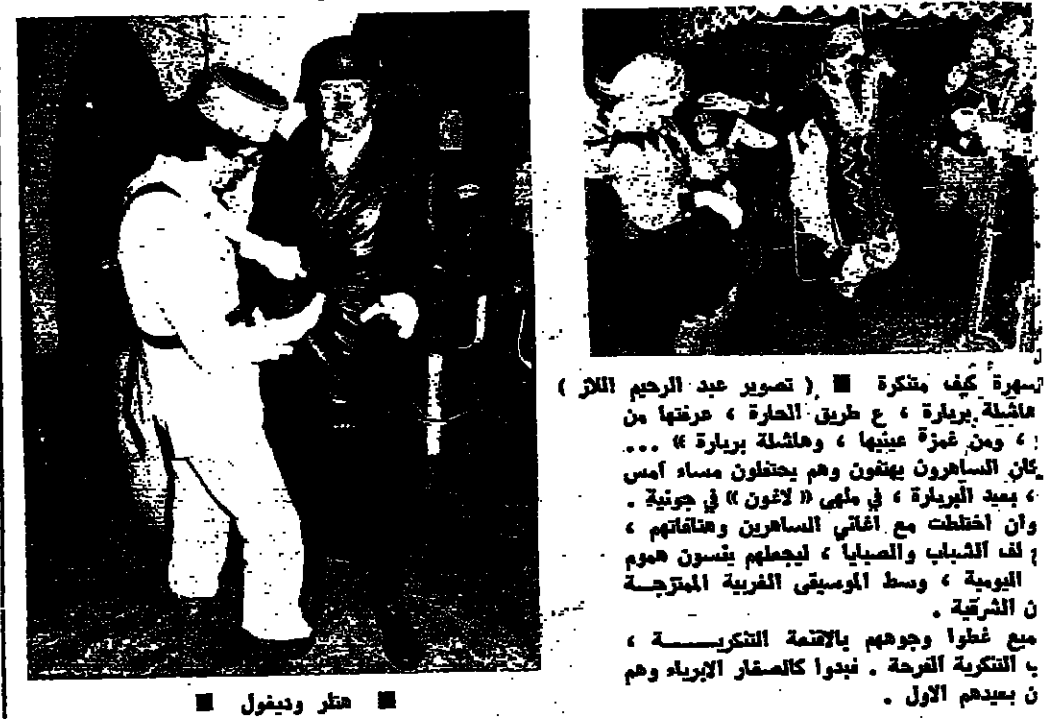 سهرة كيف متنكرة ■ ( تصوير عبد الرحيم اللاز )
هاشلة بربارة ، ع طريق الحارة ، عرفتها من
، ومن غمزة عينيها ، وهاشلة بربارة » ...
كان الساهرون يهتفون وهم يحتفلون مساء امس
، بعيد البربارة ، في ملهى « لاغون » في جونية .
وان اختلطت مع اغاني الساهرين وهتافاتهم ،
لف الشباب والصبايا ، ليجعلهم ينسون هموم
اليومية ، وسط الموسيقى الغربية الممتزجة
ن الشرقية .
ميع غطوا وجوههم بالاقنعة التنكرية ،
ب التنكرية الفرحة . فبدوا كالصغار الابرياء وهم
ن بعيدهم الاول .
■ هتلر وديغول ■